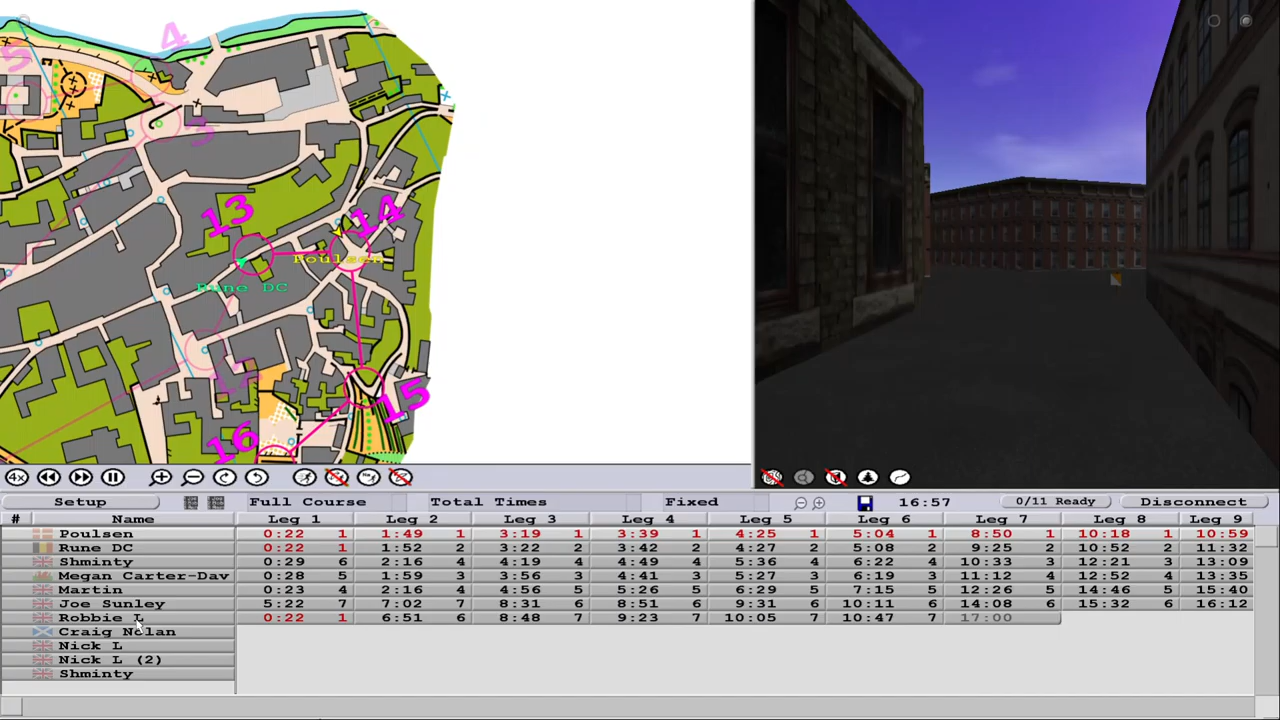 4
5
3
13
14
Poulsen
Rune DC
15
16
4x
Setup Full Course Total Times Fixed 16:57 0/11 Ready Disconnect
# Name Leg 1 Leg 2 Leg 3 Leg 4 Leg 5 Leg 6 Leg 7 Leg 8 Leg 9
Poulsen 0:22 1 1:49 1 3:19 1 3:39 1 4:25 1 5:04 1 8:50 1 10:18 1 10:59
Rune DC 0:22 1 1:52 2 3:22 2 3:42 2 4:27 2 5:08 2 9:25 2 10:52 2 11:32
Shminty 0:29 6 2:16 4 4:19 4 4:49 4 5:36 4 6:22 4 10:33 3 12:21 3 13:09
Megan Carter-Dav 0:28 5 1:59 3 3:56 3 4:41 3 5:27 3 6:19 3 11:12 4 12:52 4 13:35
Martin 0:23 4 2:16 4 4:56 5 5:26 5 6:29 5 7:15 5 12:26 5 14:46 5 15:40
Joe Sunley 5:22 7 7:02 7 8:31 6 8:51 6 9:31 6 10:11 6 14:08 6 15:32 6 16:12
Robbie L 0:22 1 6:51 6 8:48 7 9:23 7 10:05 7 10:47 7 17:00
Craig Nolan
Nick L
Nick L (2)
Shminty